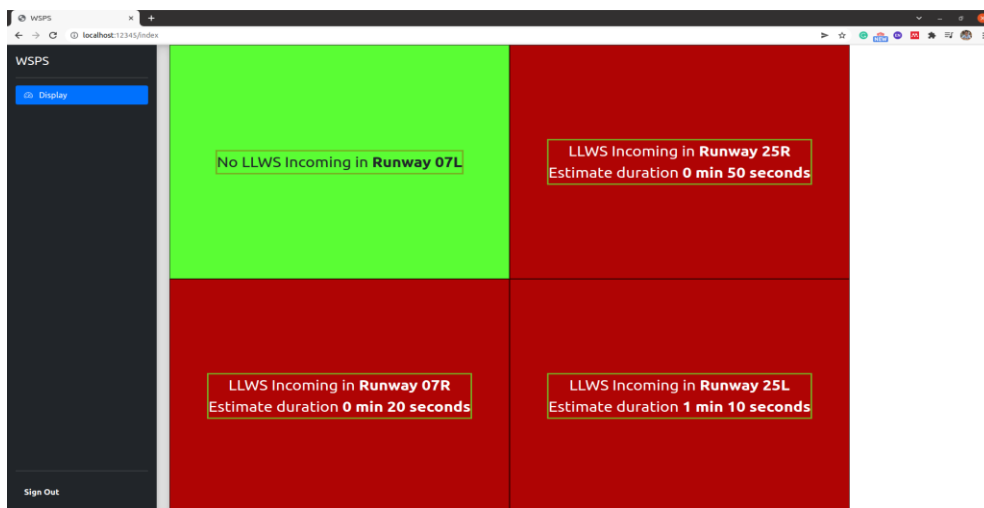 WSPS
localhost:12345/index
WSPS
Display
No LLWS Incoming in Runway 07L
LLWS Incoming in Runway 25R
Estimate duration 0 min 50 seconds
LLWS Incoming in Runway 07R
Estimate duration 0 min 20 seconds
LLWS Incoming in Runway 25L
Estimate duration 1 min 10 seconds
Sign Out